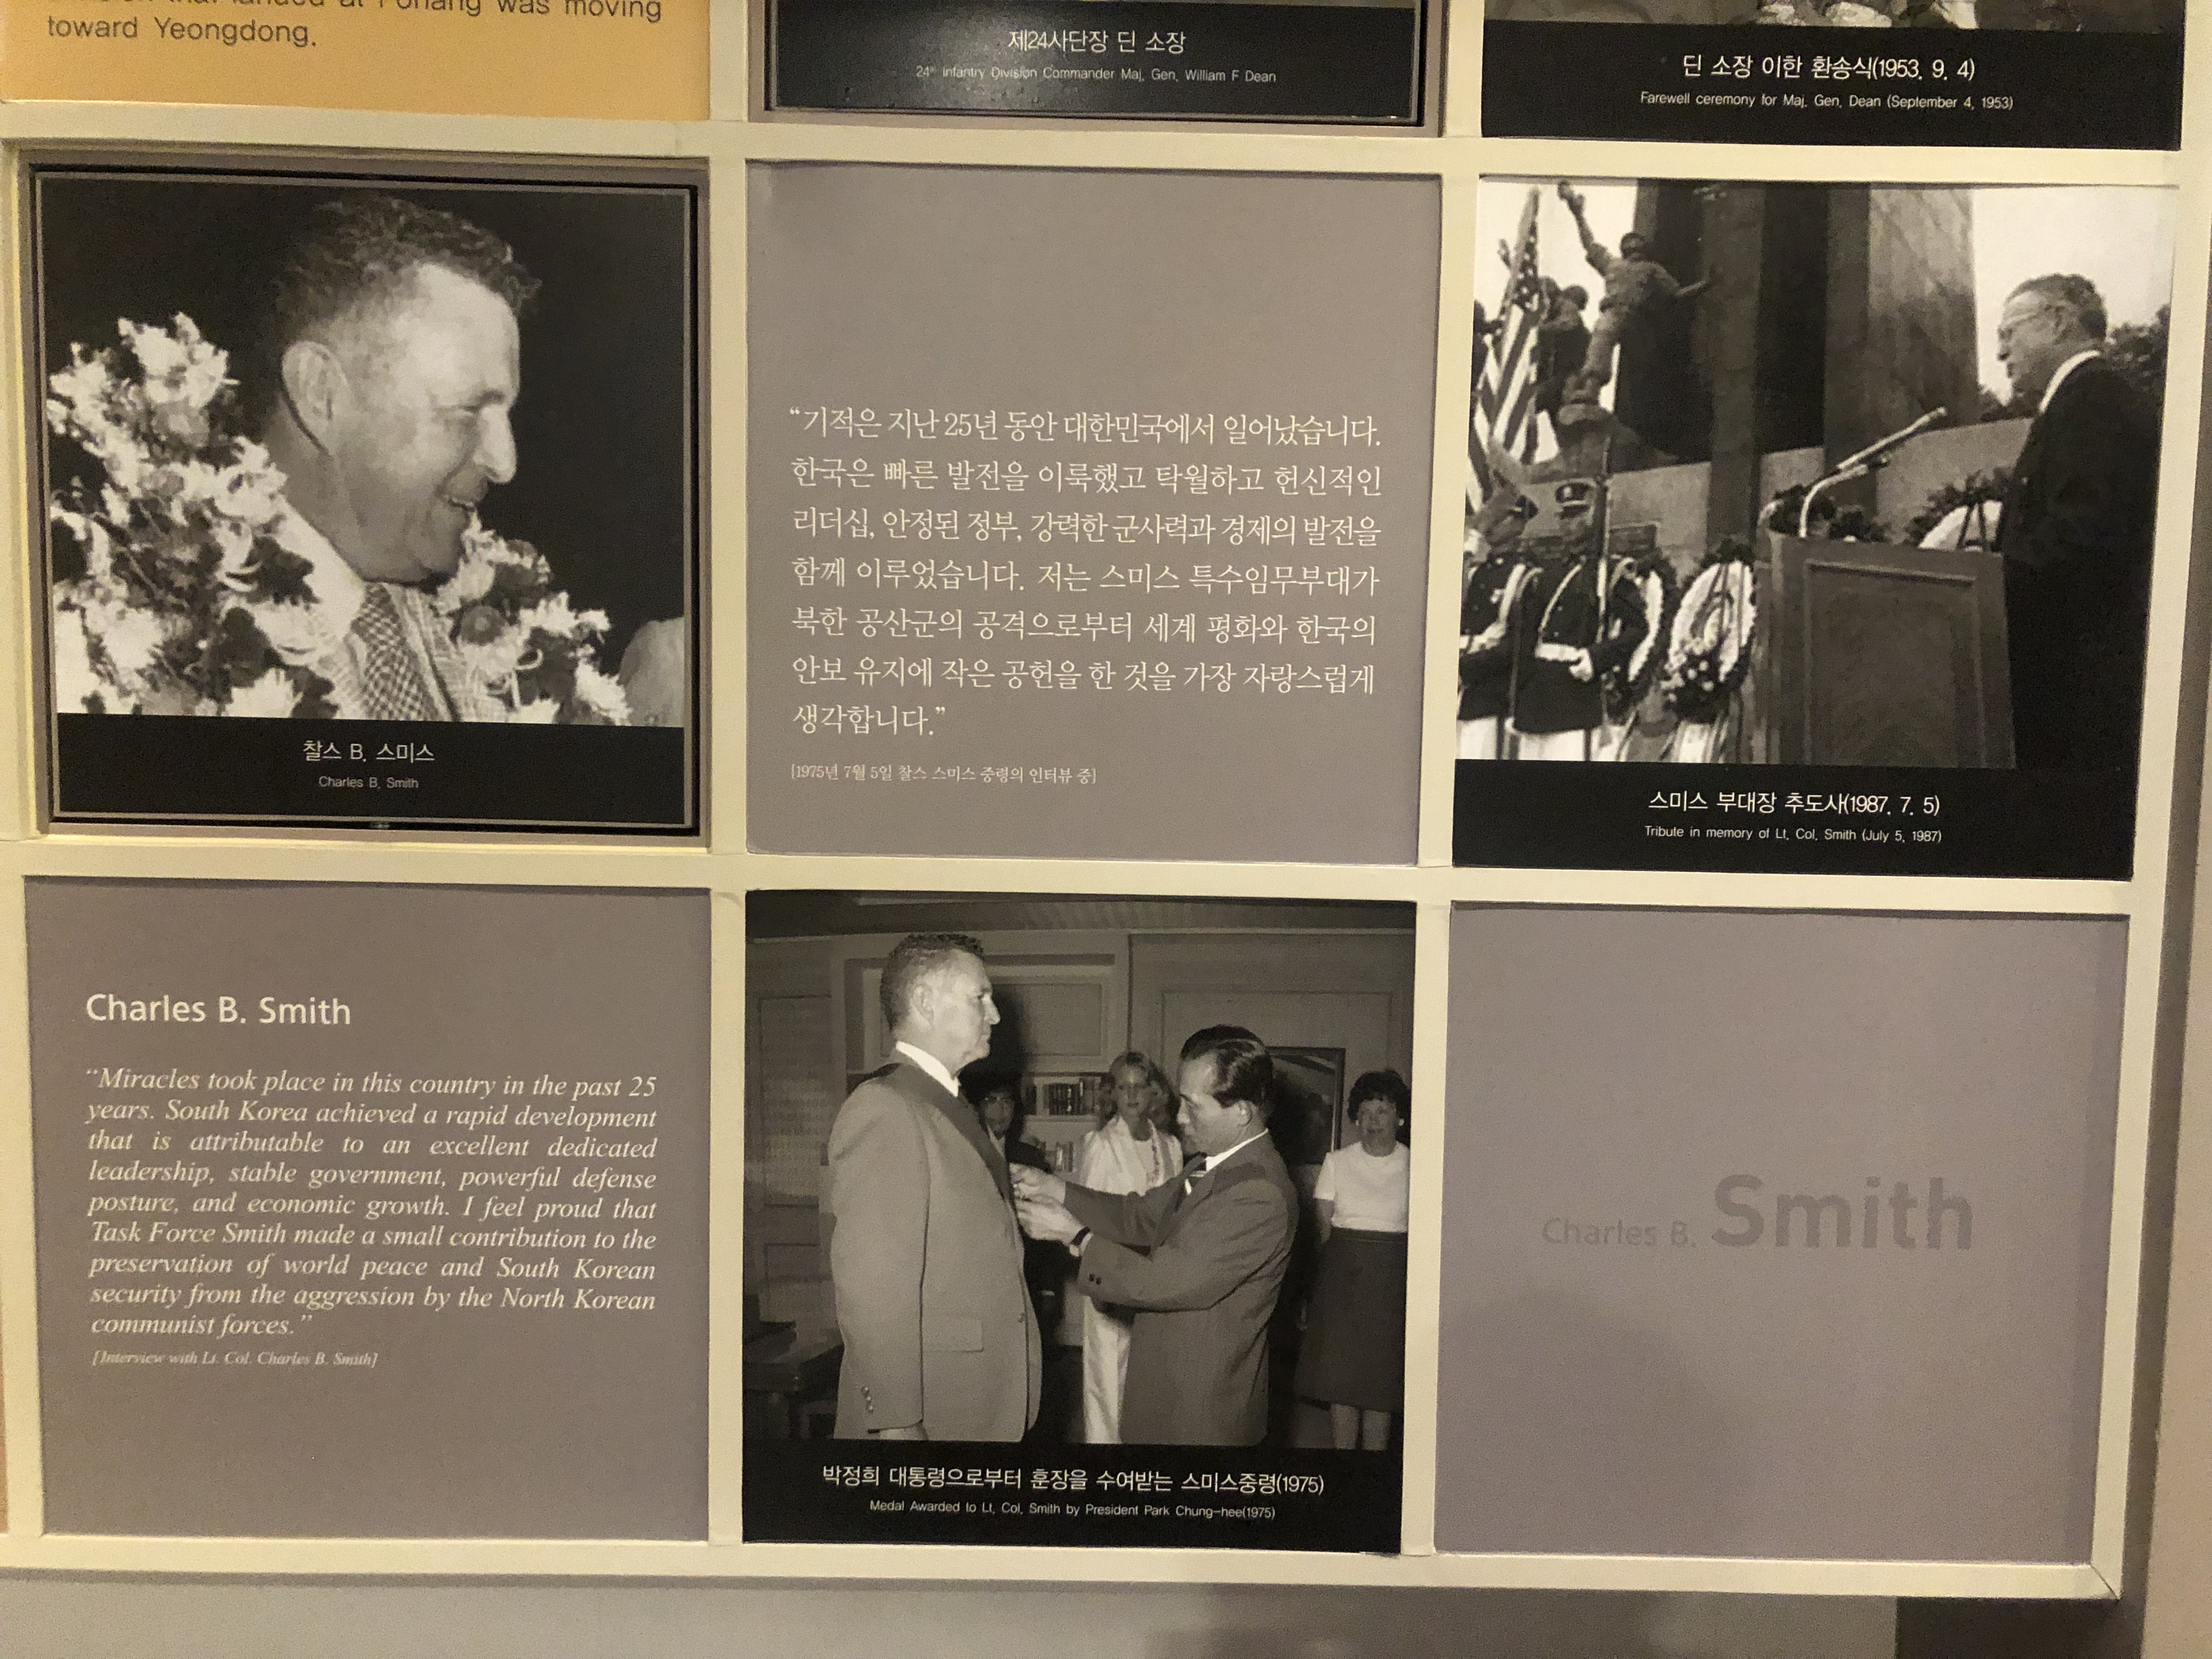 that landed at Pohang was moving
toward Yeongdong.
제24사단장 딘 소장
24th Infantry Division Commander Maj. Gen. William F Dean
딘 소장 이한 환송식(1953. 9. 4)
Farewell ceremony for Maj. Gen. Dean (September 4, 1953)
찰스 B. 스미스
Charles B. Smith
“기적은 지난 25년 동안 대한민국에서 일어났습니다.
한국은 빠른 발전을 이룩했고 탁월하고 헌신적인
리더십, 안정된 정부, 강력한 군사력과 경제의 발전을
함께 이루었습니다. 저는 스미스 특수임무부대가
북한 공산군의 공격으로부터 세계 평화와 한국의
안보 유지에 작은 공헌을 한 것을 가장 자랑스럽게
생각합니다.”
[1975년 7월 5일 찰스 스미스 중령의 인터뷰 중]
스미스 부대장 추도사(1987. 7. 5)
Tribute in memory of Lt. Col. Smith (July 5, 1987)
Charles B. Smith
“Miracles took place in this country in the past 25
years. South Korea achieved a rapid development
that is attributable to an excellent dedicated
leadership, stable government, powerful defense
posture, and economic growth. I feel proud that
Task Force Smith made a small contribution to the
preservation of world peace and South Korean
security from the aggression by the North Korean
communist forces.”
[Interview with Lt. Col. Charles B. Smith]
박정희 대통령으로부터 훈장을 수여받는 스미스중령(1975)
Medal Awarded to Lt. Col. Smith by President Park Chung-hee(1975)
Charles B. Smith